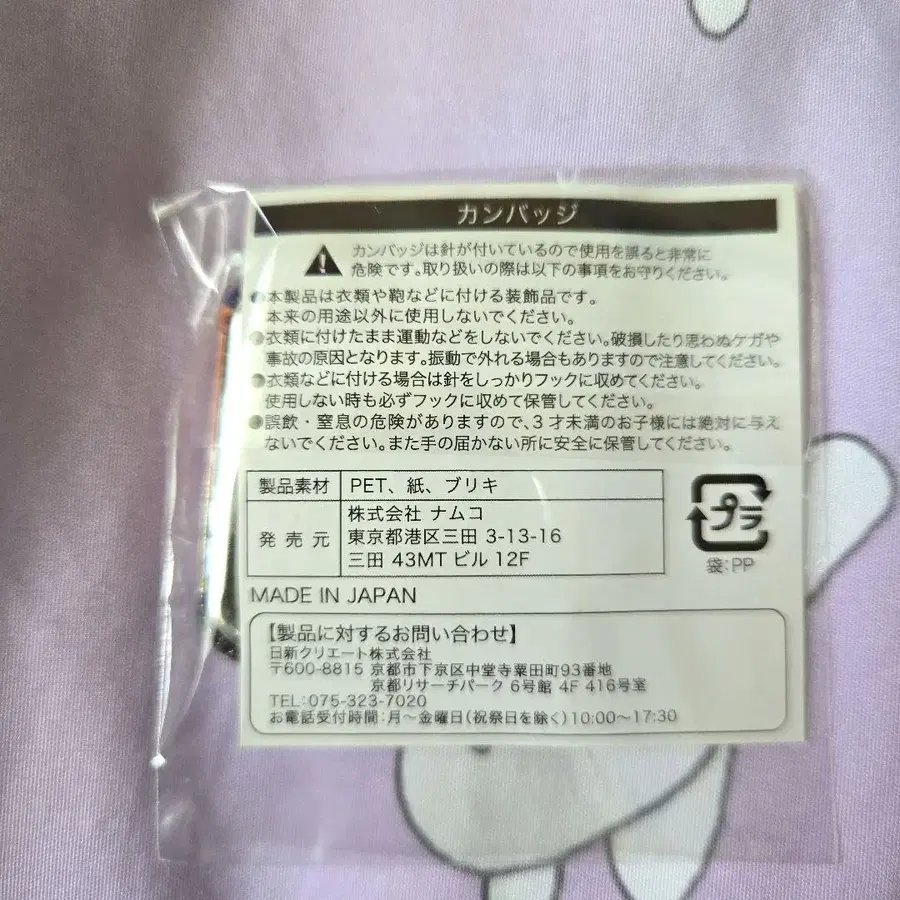 カンバッジ
カンバッジは針が付いているので使用を誤ると非常に
危険です。取り扱いの際は以下の事項をお守りください。
●本製品は衣類や鞄などに付ける装飾品です。
本来の用途以外に使用しないでください。
●衣類に付けたまま運動などをしないでください。破損したり思わぬケガや
事故の原因となります。振動で外れる場合もありますので注意してください。
●衣類などに付ける場合は針をしっかりフックに収めてください。
使用しない時も必ずフックに収めて保管してください。
●誤飲・窒息の危険がありますので、3才未満のお子様には絶対に与え
ないでください。また手の届かない所に安全に保管してください。
製品素材 PET、紙、ブリキ
発売元 株式会社 ナムコ
東京都港区三田 3-13-16
三田 43MT ビル 12F
プラ
袋:PP
MADE IN JAPAN
【製品に対するお問い合わせ】
日新クリエート株式会社
〒600-8815 京都市下京区中堂寺粟田町93番地
京都リサーチパーク 6号館 4F 416号室
TEL:075-323-7020
お電話受付時間:月~金曜日(祝祭日を除く)10:00~17:30